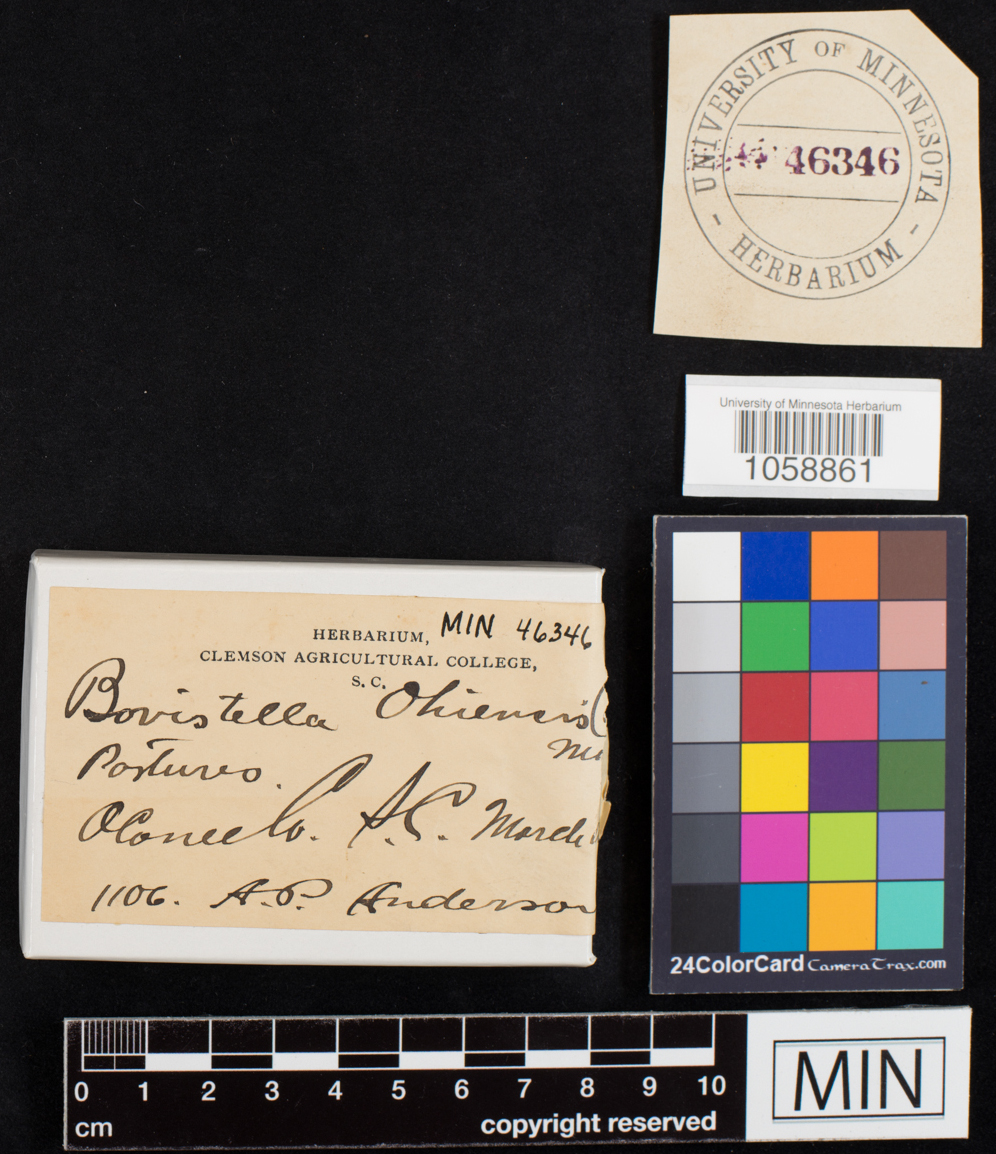 UNIVERSITY OF MINNESOTA
46346
- HERBARIUM -
University of Minnesota Herbarium
1058861
HERBARIUM, MIN 46346
CLEMSON AGRICULTURAL COLLEGE,
S. C.
Bovistella Ohiensis (
Pastures.
Oconee Co. S.C. March
1106. A.P. Anderson
24ColorCard CameraTrax.com
0 1 2 3 4 5 6 7 8 9 10
cm copyright reserved
MIN